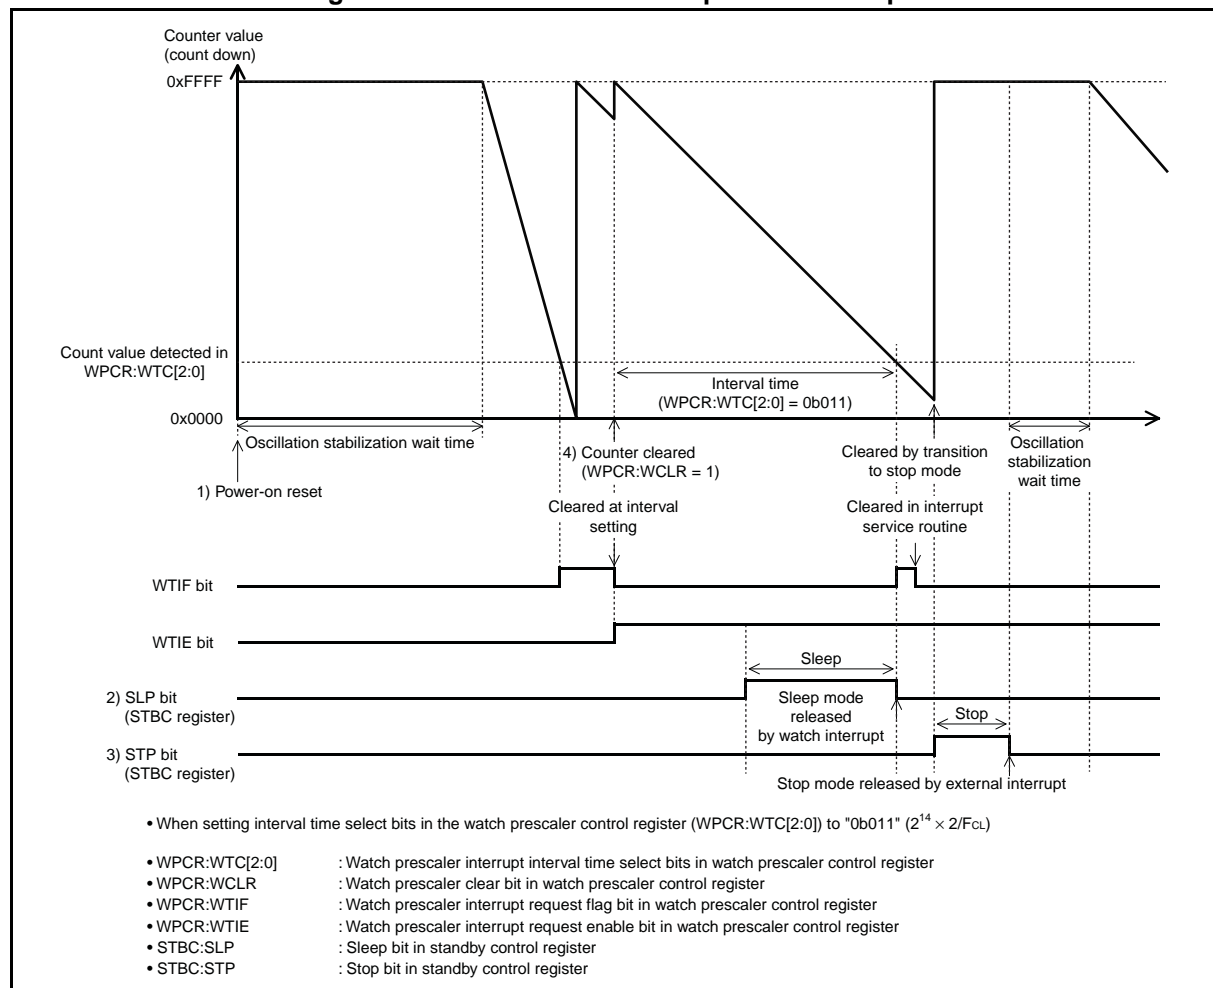 Counter value
(count down)
0xFFFF
Count value detected in
WPCR:WTC[2:0]
Interval time
(WPCR:WTC[2:0] = 0b011)
0x0000
Oscillation stabilization wait time
4) Counter cleared
(WPCR:WCLR = 1)
Cleared by transition
to stop mode
Oscillation
stabilization
wait time
1) Power-on reset
Cleared at interval
setting
Cleared in interrupt
service routine
WTIF bit
WTIE bit
Sleep
2) SLP bit
(STBC register)
Sleep mode
released
by watch interrupt
Stop
3) STP bit
(STBC register)
Stop mode released by external interrupt
• When setting interval time select bits in the watch prescaler control register (WPCR:WTC[2:0]) to "0b011" (2¹⁴ × 2/FCL)
• WPCR:WTC[2:0] : Watch prescaler interrupt interval time select bits in watch prescaler control register
• WPCR:WCLR : Watch prescaler clear bit in watch prescaler control register
• WPCR:WTIF : Watch prescaler interrupt request flag bit in watch prescaler control register
• WPCR:WTIE : Watch prescaler interrupt request enable bit in watch prescaler control register
• STBC:SLP : Sleep bit in standby control register
• STBC:STP : Stop bit in standby control register